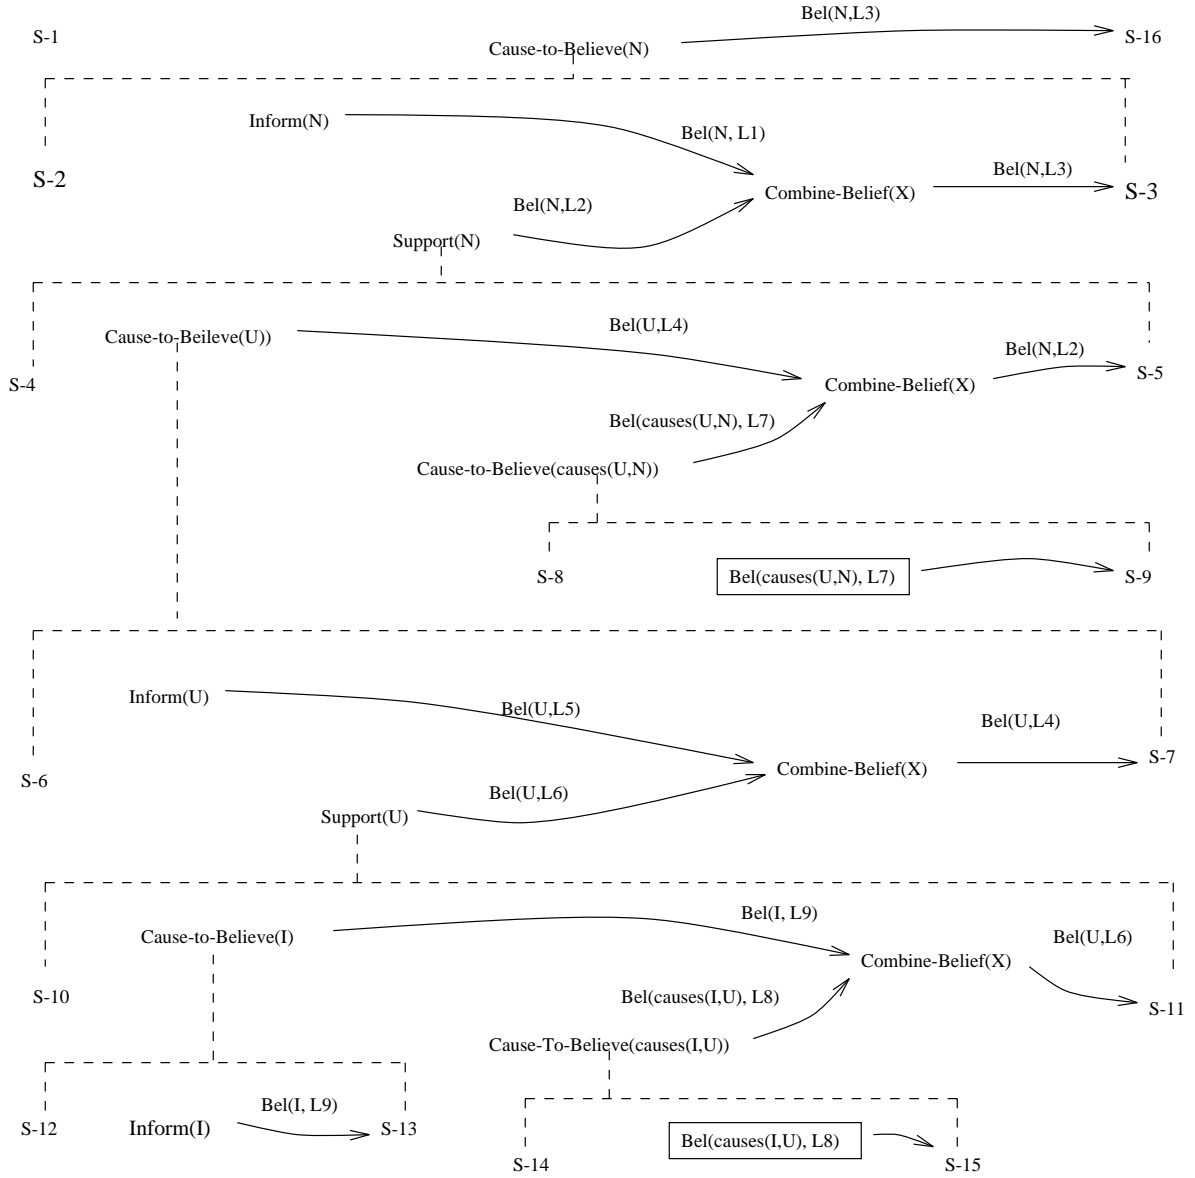 Bel(N,L3)
S-1
Cause-to-Believe(N)
S-16
Inform(N)
Bel(N, L1)
S-2
Bel(N,L3)
Combine-Belief(X)
S-3
Bel(N,L2)
Support(N)
Cause-to-Beileve(U))
Bel(U,L4)
Bel(N,L2)
S-4
Combine-Belief(X)
S-5
Bel(causes(U,N), L7)
Cause-to-Believe(causes(U,N))
S-8
Bel(causes(U,N), L7)
S-9
Inform(U)
Bel(U,L5)
Bel(U,L4)
S-6
Combine-Belief(X)
S-7
Bel(U,L6)
Support(U)
Cause-to-Believe(I)
Bel(I, L9)
Bel(U,L6)
Combine-Belief(X)
S-10
Bel(causes(I,U), L8)
S-11
Cause-To-Believe(causes(I,U))
Bel(I, L9)
S-12
Inform(I)
S-13
Bel(causes(I,U), L8)
S-14
S-15